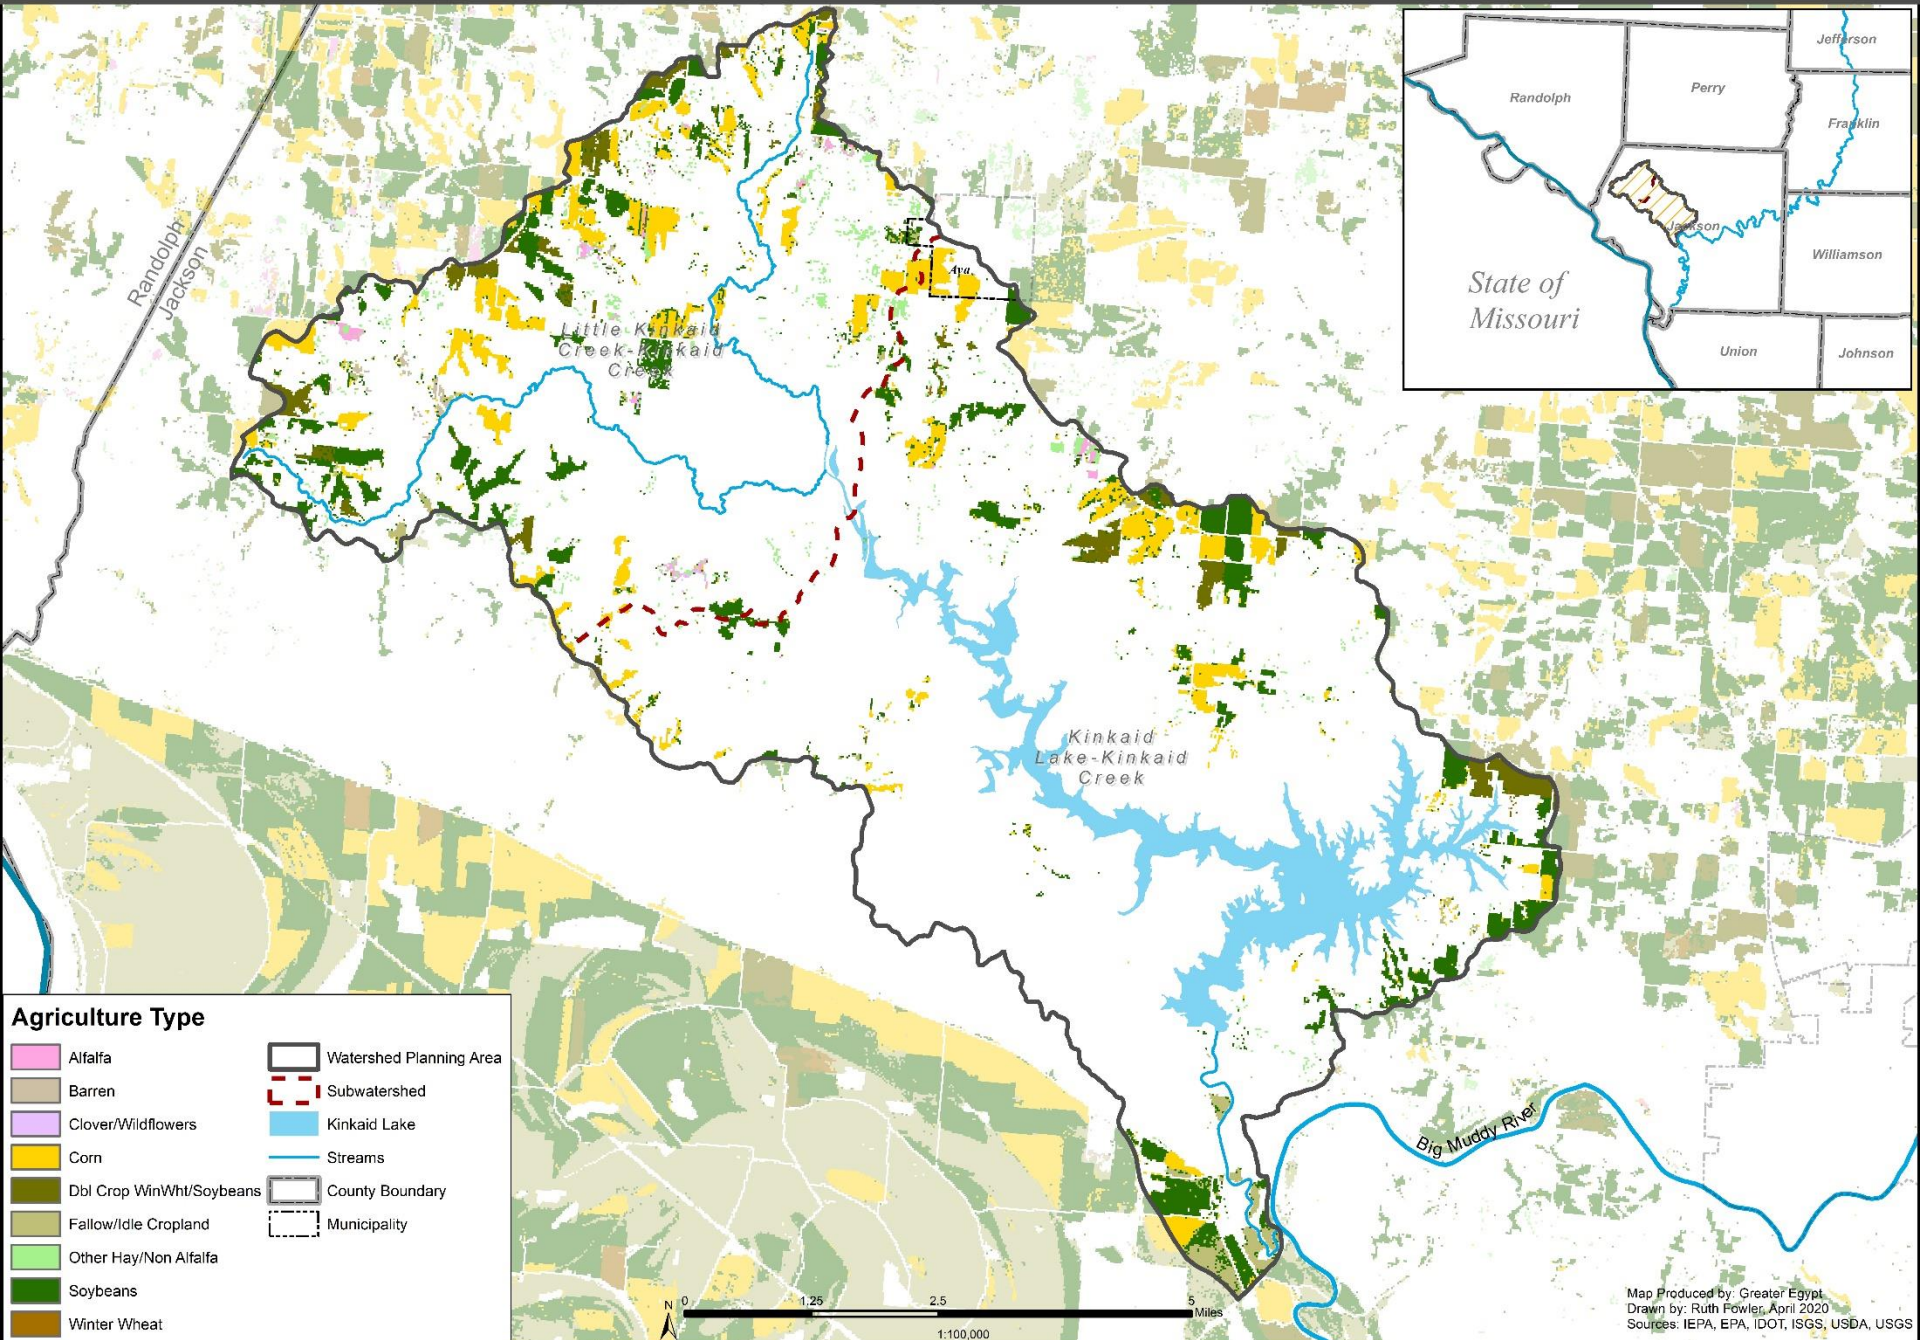 Jefferson
Perry
Randolph
Franklin
Jackson
Williamson
State of
Missouri
Union
Johnson
Randolph
Jackson
Ava
Little Kinkaid
Creek-Kinkaid
Creek
Kinkaid
Lake-Kinkaid
Creek
Big Muddy River
Agriculture Type
Alfalfa
Barren
Clover/Wildflowers
Corn
Dbl Crop WinWht/Soybeans
Fallow/Idle Cropland
Other Hay/Non Alfalfa
Soybeans
Winter Wheat
Watershed Planning Area
Subwatershed
Kinkaid Lake
Streams
County Boundary
Municipality
N
0 1.25 2.5 5
Miles
1:100,000
Map Produced by: Greater Egypt
Drawn by: Ruth Fowler, April 2020
Sources: IEPA, EPA, IDOT, ISGS, USDA, USGS